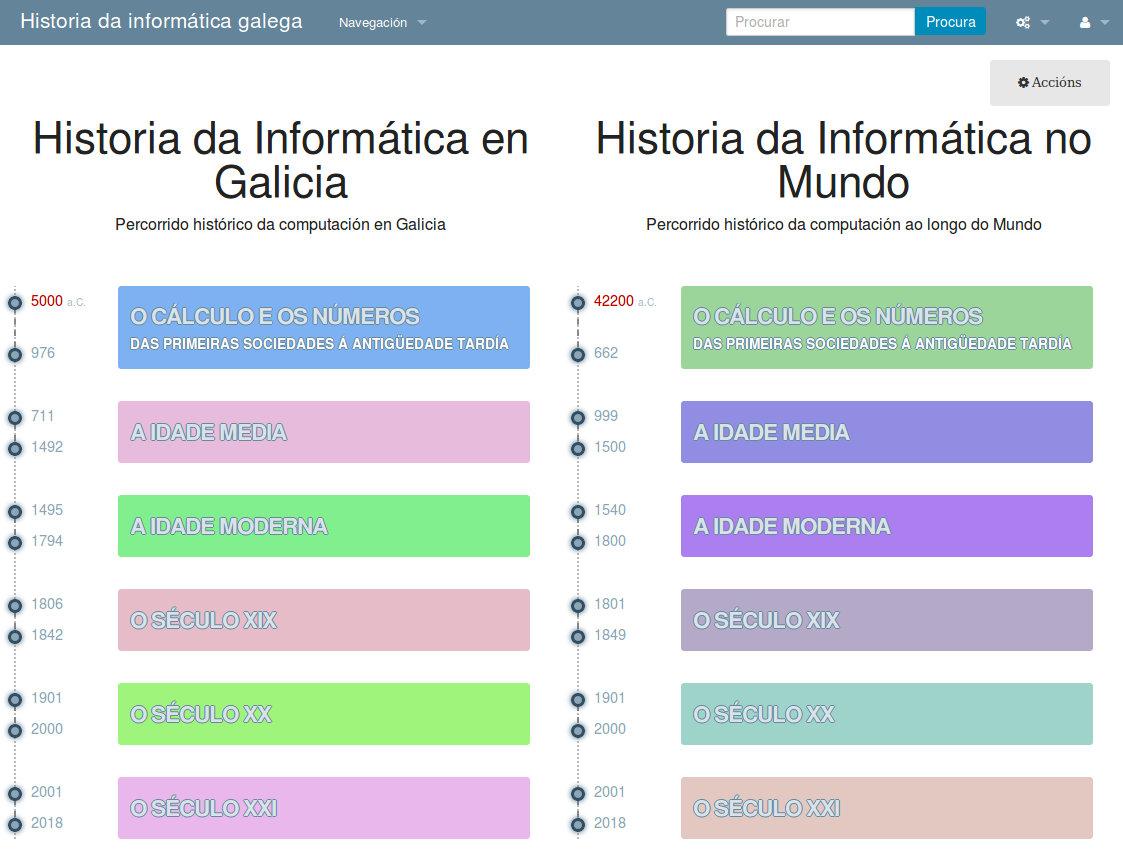 Historia da informática galega
Navegación
Procurar
Procura
Accións
Historia da Informática en
Galicia
Percorrido histórico da computación en Galicia
5000 a.C.
976
O CÁLCULO E OS NÚMEROS
DAS PRIMEIRAS SOCIEDADES Á ANTIGÜEDADE TARDÍA
711
1492
A IDADE MEDIA
1495
1794
A IDADE MODERNA
1806
1842
O SÉCULO XIX
1901
2000
O SÉCULO XX
2001
2018
O SÉCULO XXI
Historia da Informática no
Mundo
Percorrido histórico da computación ao longo do Mundo
42200 a.C.
662
O CÁLCULO E OS NÚMEROS
DAS PRIMEIRAS SOCIEDADES Á ANTIGÜEDADE TARDÍA
999
1500
A IDADE MEDIA
1540
1800
A IDADE MODERNA
1801
1849
O SÉCULO XIX
1901
2000
O SÉCULO XX
2001
2018
O SÉCULO XXI